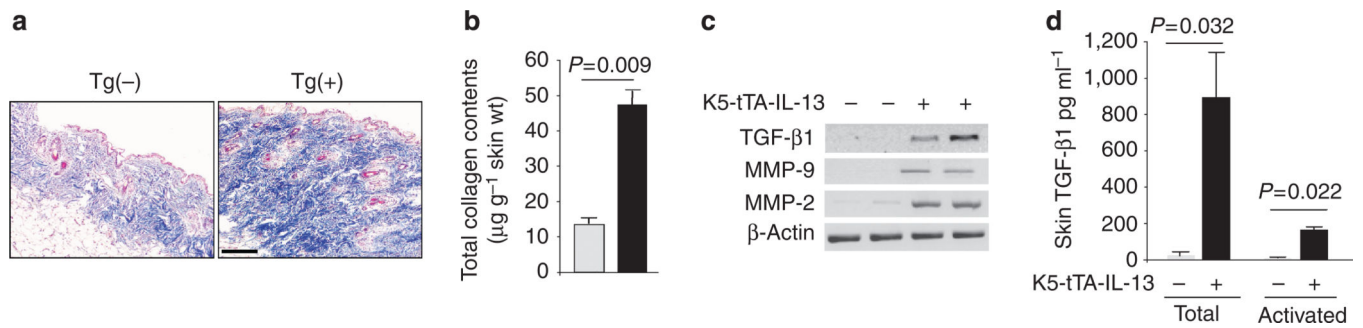 a
Tg(–)
Tg(+)
b
Total collagen contents
(µg g⁻¹ skin wt)
60
50
40
30
20
10
0
P=0.009
c
K5-tTA-IL-13 – – + +
TGF-β1
MMP-9
MMP-2
β-Actin
d
Skin TGF-β1 pg ml⁻¹
1,200
1,000
800
600
400
200
0
P=0.032
P=0.022
K5-tTA-IL-13 – + – +
Total Activated